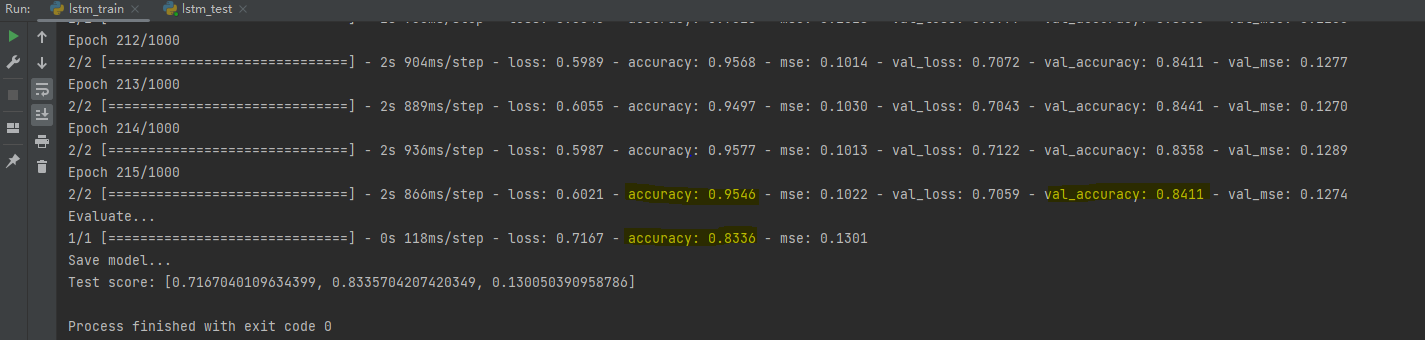 Run: lstm_train × lstm_test ×
Epoch 212/1000
2/2 [==============================] - 2s 904ms/step - loss: 0.5989 - accuracy: 0.9568 - mse: 0.1014 - val_loss: 0.7072 - val_accuracy: 0.8411 - val_mse: 0.1277
Epoch 213/1000
2/2 [==============================] - 2s 889ms/step - loss: 0.6055 - accuracy: 0.9497 - mse: 0.1030 - val_loss: 0.7043 - val_accuracy: 0.8441 - val_mse: 0.1270
Epoch 214/1000
2/2 [==============================] - 2s 936ms/step - loss: 0.5987 - accuracy: 0.9577 - mse: 0.1013 - val_loss: 0.7122 - val_accuracy: 0.8358 - val_mse: 0.1289
Epoch 215/1000
2/2 [==============================] - 2s 866ms/step - loss: 0.6021 - accuracy: 0.9546 - mse: 0.1022 - val_loss: 0.7059 - val_accuracy: 0.8411 - val_mse: 0.1274
Evaluate...
1/1 [==============================] - 0s 118ms/step - loss: 0.7167 - accuracy: 0.8336 - mse: 0.1301
Save model...
Test score: [0.7167040109634399, 0.8335704207420349, 0.130050390958786]
Process finished with exit code 0